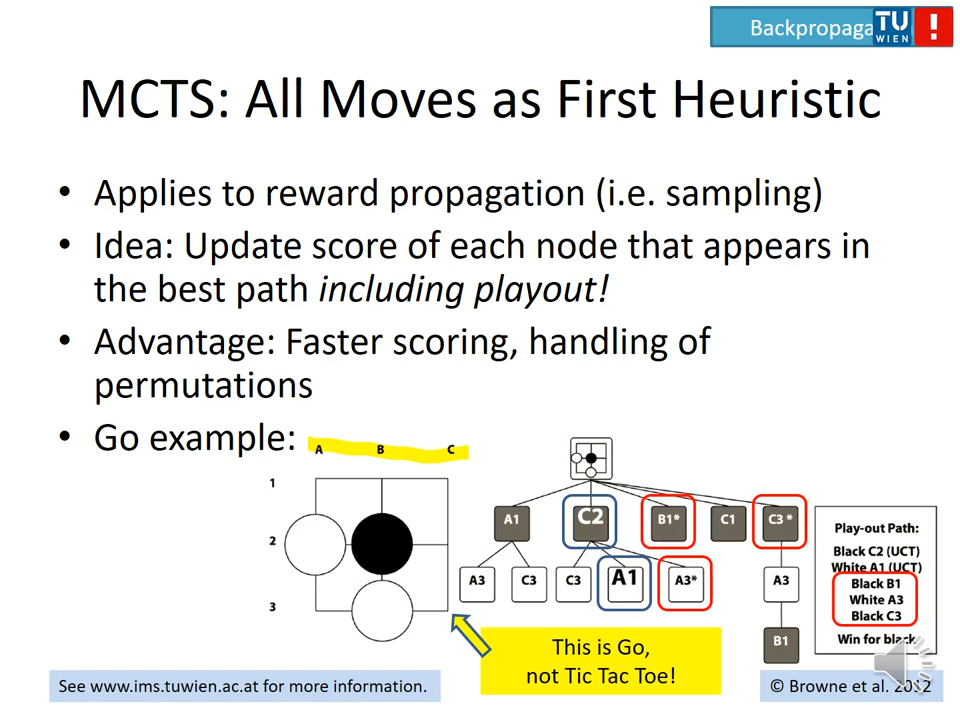 Backpropaga
TU
WIEN
!
MCTS: All Moves as First Heuristic
• Applies to reward propagation (i.e. sampling)
• Idea: Update score of each node that appears in
the best path including playout!
• Advantage: Faster scoring, handling of
permutations
• Go example:
A B C
1
2
3
A1 C2 B1* C1 C3 *
A3 C3 C3 A1 A3* A3
B1
Play-out Path:
Black C2 (UCT)
White A1 (UCT)
Black B1
White A3
Black C3
Win for black
This is Go,
not Tic Tac Toe!
See www.ims.tuwien.ac.at for more information.
© Browne et al. 2012